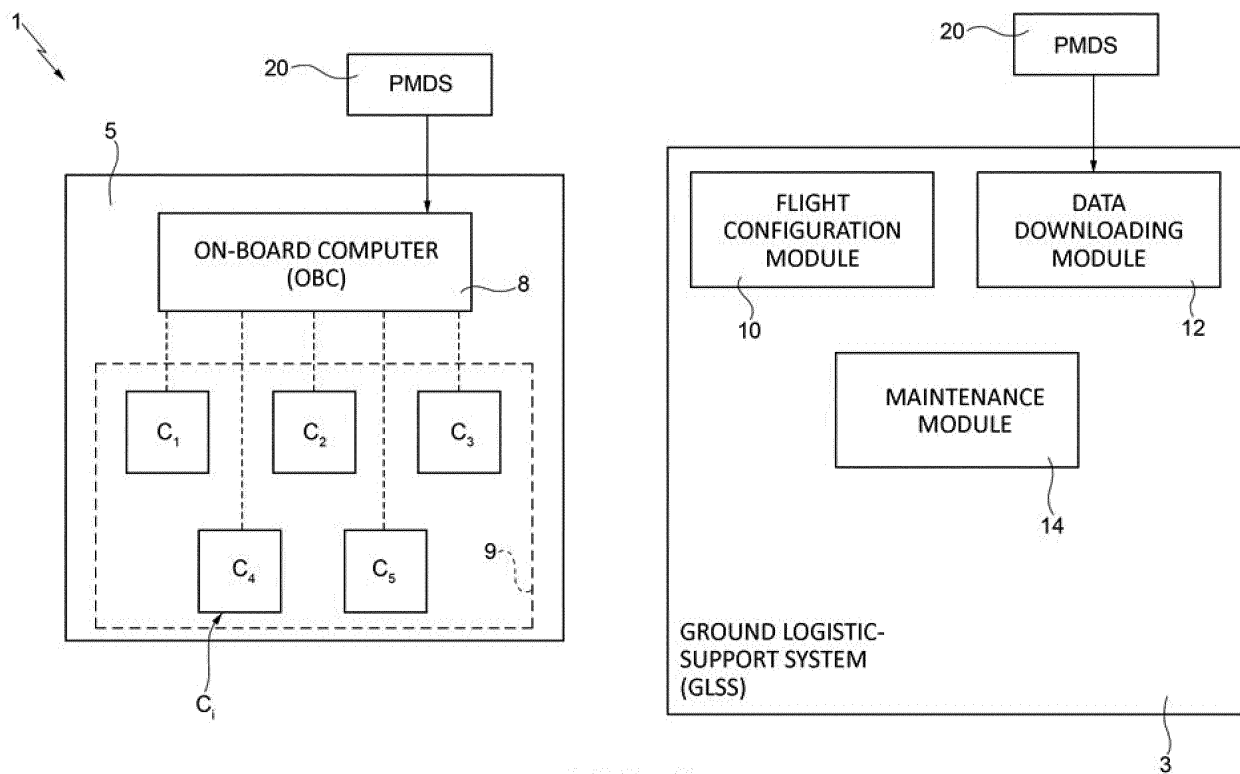 1
20
PMDS
5
ON-BOARD COMPUTER
(OBC)
8
C1
C2
C3
9
C4
C5
Ci
20
PMDS
FLIGHT
CONFIGURATION
MODULE
10
DATA
DOWNLOADING
MODULE
12
MAINTENANCE
MODULE
14
GROUND LOGISTIC-
SUPPORT SYSTEM
(GLSS)
3